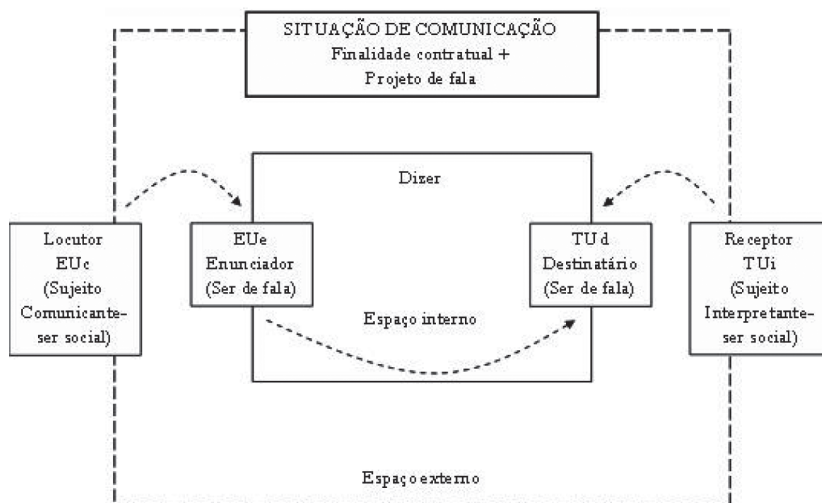 SITUAÇÃO DE COMUNICAÇÃO
Finalidade contratual +
Projeto de fala
Dizer
Locutor
EUc
(Sujeito
Comunicante-
ser social)
EUe
Enunciador
(Ser de fala)
TUd
Destinatário
(Ser de fala)
Receptor
TUi
(Sujeito
Interpretante-
ser social)
Espaço interno
Espaço externo